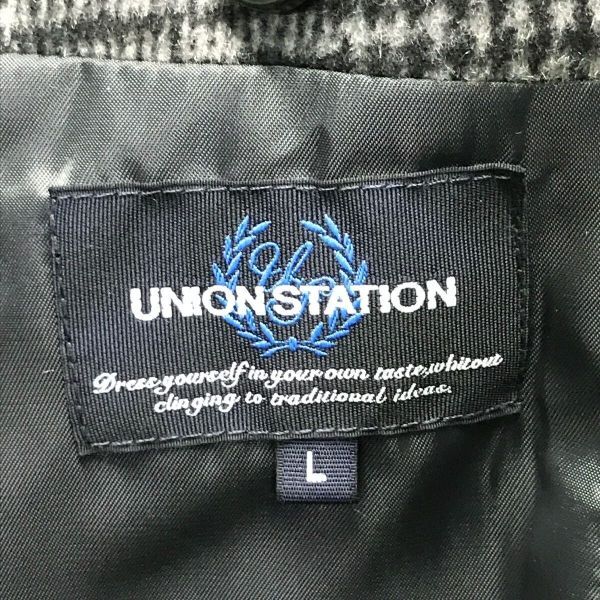 UNION STATION
Dress yourself in your own taste, whitout
clinging to traditional ideas.
L